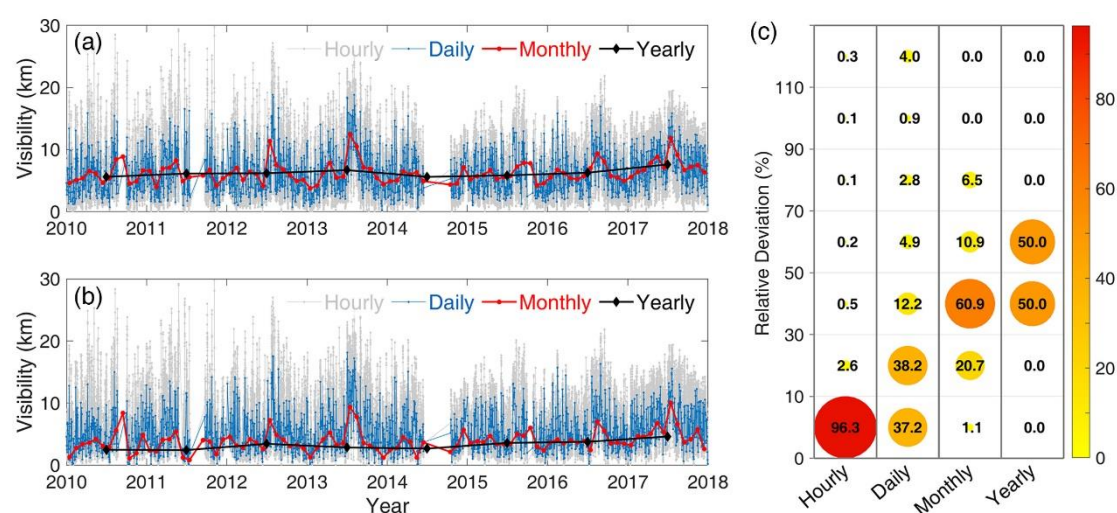 (a)
Hourly Daily Monthly Yearly
Visibility (km)
30
20
10
0
2010 2011 2012 2013 2014 2015 2016 2017 2018
(b)
Hourly Daily Monthly Yearly
Visibility (km)
30
20
10
0
2010 2011 2012 2013 2014 2015 2016 2017 2018
Year
(c)
Relative Deviation (%)
0.3 4.0 0.0 0.0
110
0.1 0.9 0.0 0.0
90
0.1 2.8 6.5 0.0
70
0.2 4.9 10.9 50.0
50
0.5 12.2 60.9 50.0
30
2.6 38.2 20.7 0.0
10
96.3 37.2 1.1 0.0
0
Hourly Daily Monthly Yearly
80
60
40
20
0